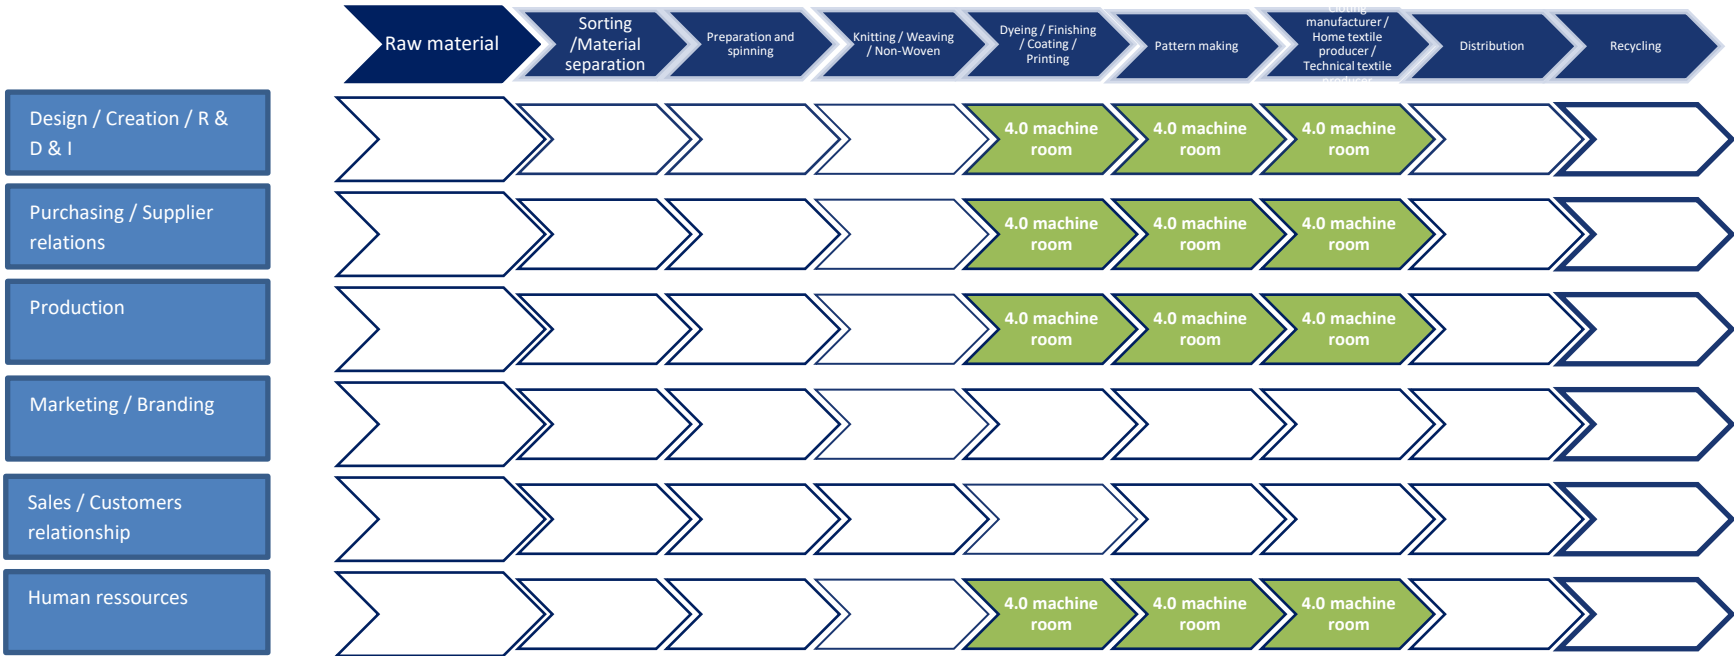 Raw material
Sorting
/Material
separation
Preparation and
spinning
Knitting / Weaving
/ Non-Woven
Dyeing / Finishing
/ Coating /
Printing
Pattern making
Cloting
manufacturer /
Home textile
producer /
Technical textile
Distribution
Recycling
Design / Creation / R &
D & I
4.0 machine
room
4.0 machine
room
4.0 machine
room
Purchasing / Supplier
relations
4.0 machine
room
4.0 machine
room
4.0 machine
room
Production
4.0 machine
room
4.0 machine
room
4.0 machine
room
Marketing / Branding
Sales / Customers
relationship
Human ressources
4.0 machine
room
4.0 machine
room
4.0 machine
room